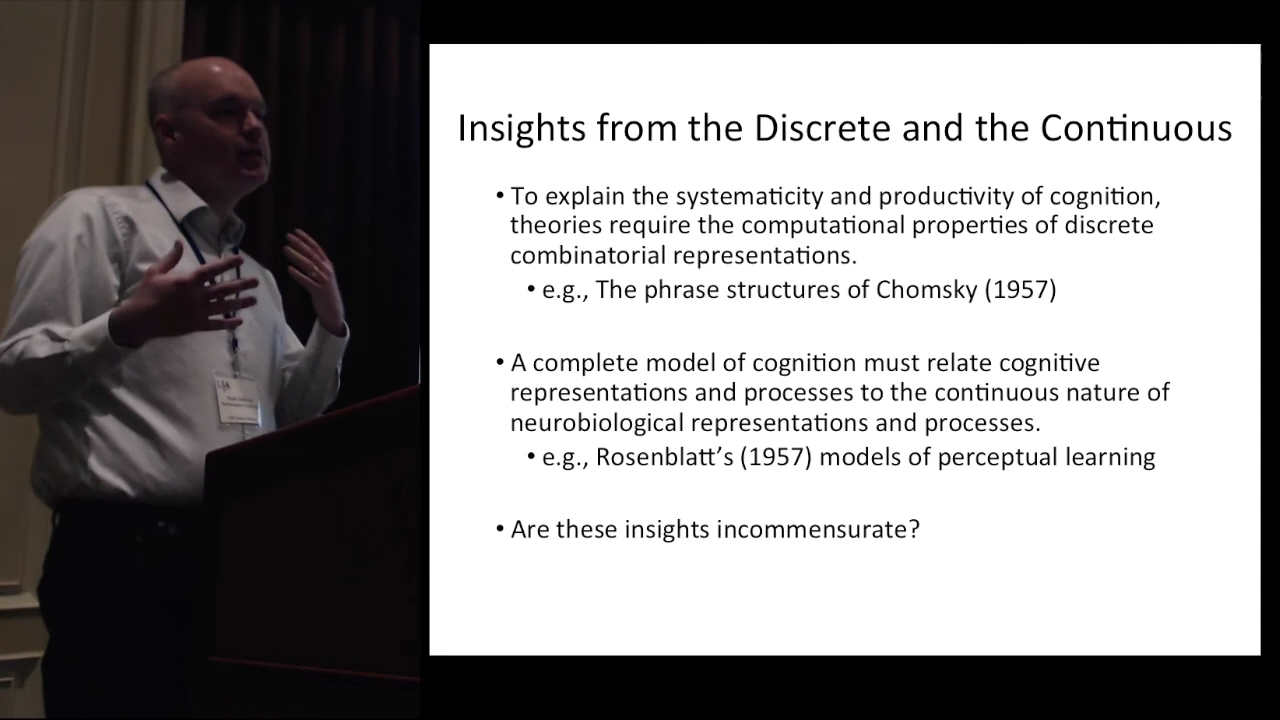 Insights from the Discrete and the Continuous
• To explain the systematicity and productivity of cognition,
theories require the computational properties of discrete
combinatorial representations.
• e.g., The phrase structures of Chomsky (1957)
• A complete model of cognition must relate cognitive
representations and processes to the continuous nature of
neurobiological representations and processes.
• e.g., Rosenblatt’s (1957) models of perceptual learning
• Are these insights incommensurate?
LSA